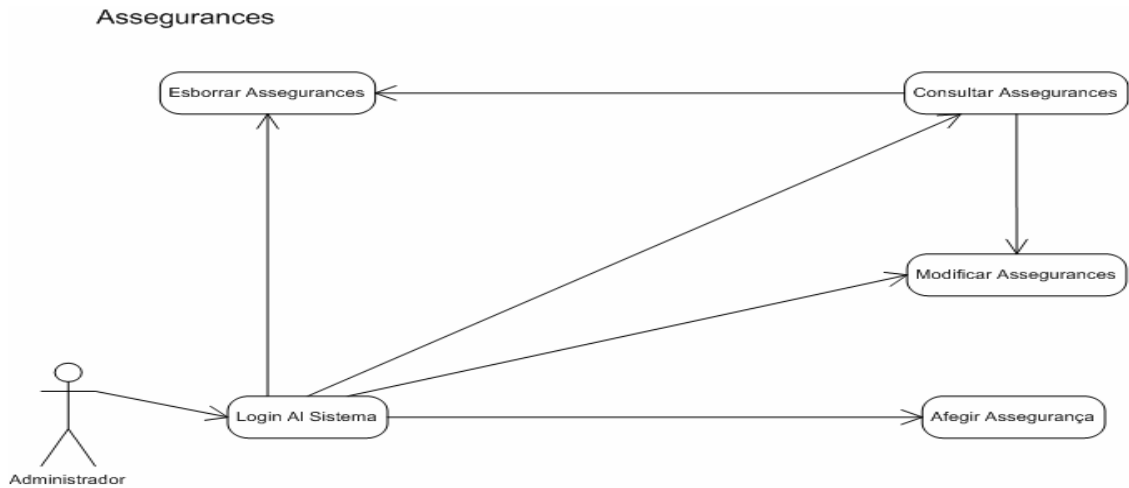 Assegurances
Esborrar Assegurances
Consultar Assegurances
Modificar Assegurances
Login Al Sistema
Afegir Assegurança
Administrador